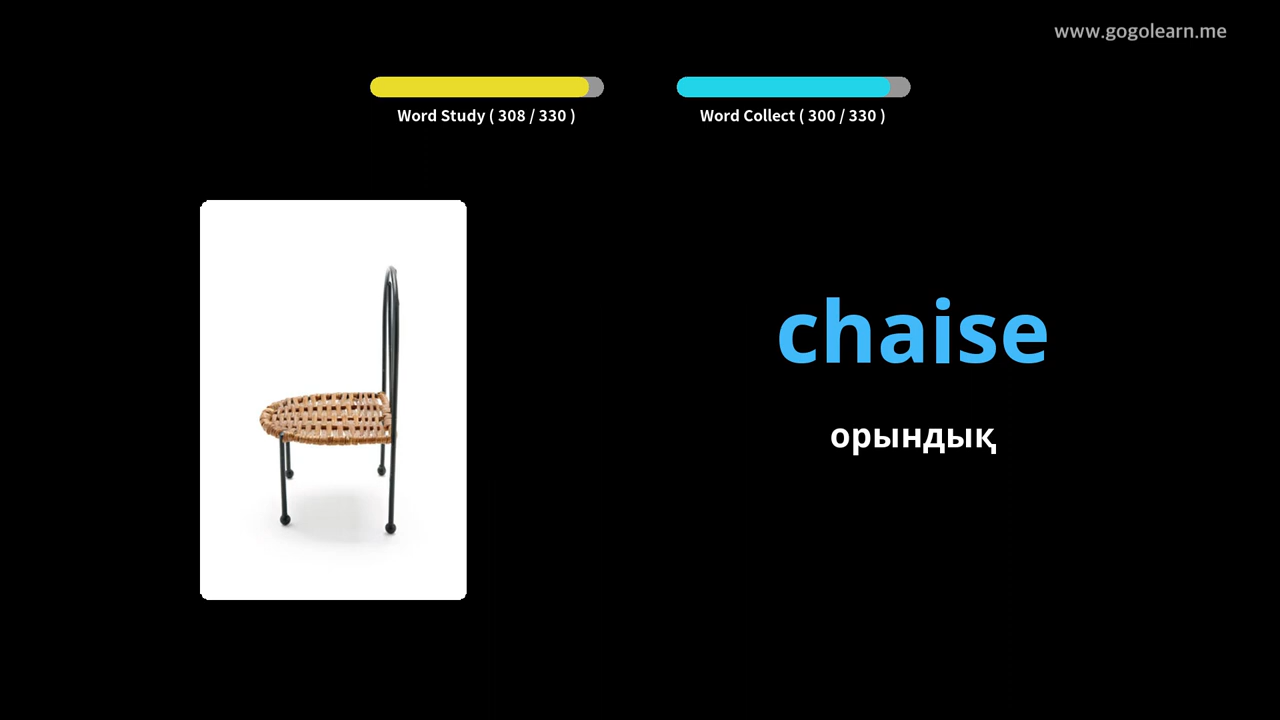 www.gogolearn.me
Word Study ( 308 / 330 )
Word Collect ( 300 / 330 )
chaise
орындық